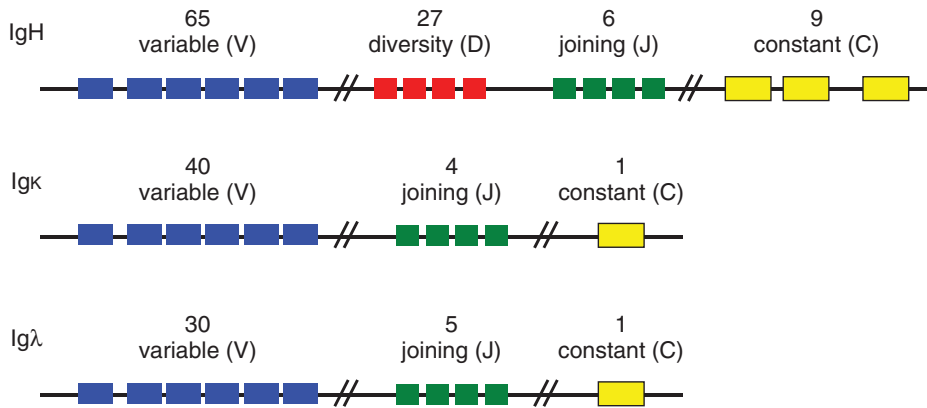 IgH
65
variable (V)
27
diversity (D)
6
joining (J)
9
constant (C)
Igκ
40
variable (V)
4
joining (J)
1
constant (C)
Igλ
30
variable (V)
5
joining (J)
1
constant (C)